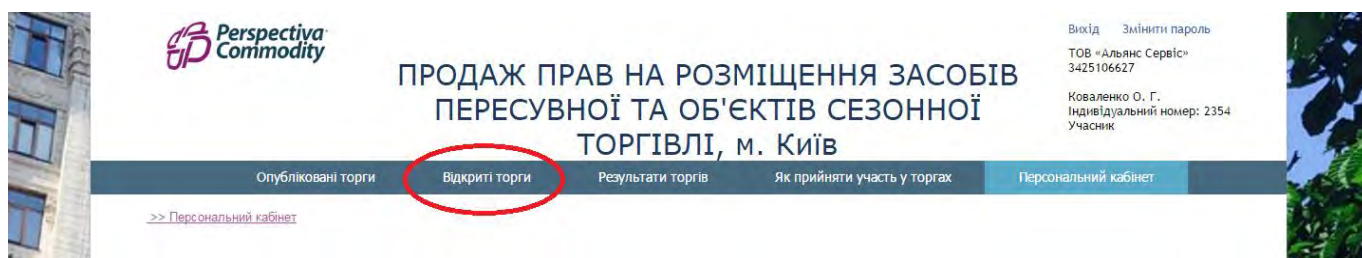 Perspectiva
Commodity
ПРОДАЖ ПРАВ НА РОЗМІЩЕННЯ ЗАСОБІВ
ПЕРЕСУВНОЇ ТА ОБ'ЄКТІВ СЕЗОННОЇ
ТОРГІВЛІ, м. Київ
Вихід Змінити пароль
ТОВ «Альянс Сервіс»
3425106627
Коваленко О. Г.
Індивідуальний номер: 2354
Учасник
Опубліковані торги Відкриті торги Результати торгів Як прийняти участь у торгах Персональний кабінет
>> Персональний кабінет